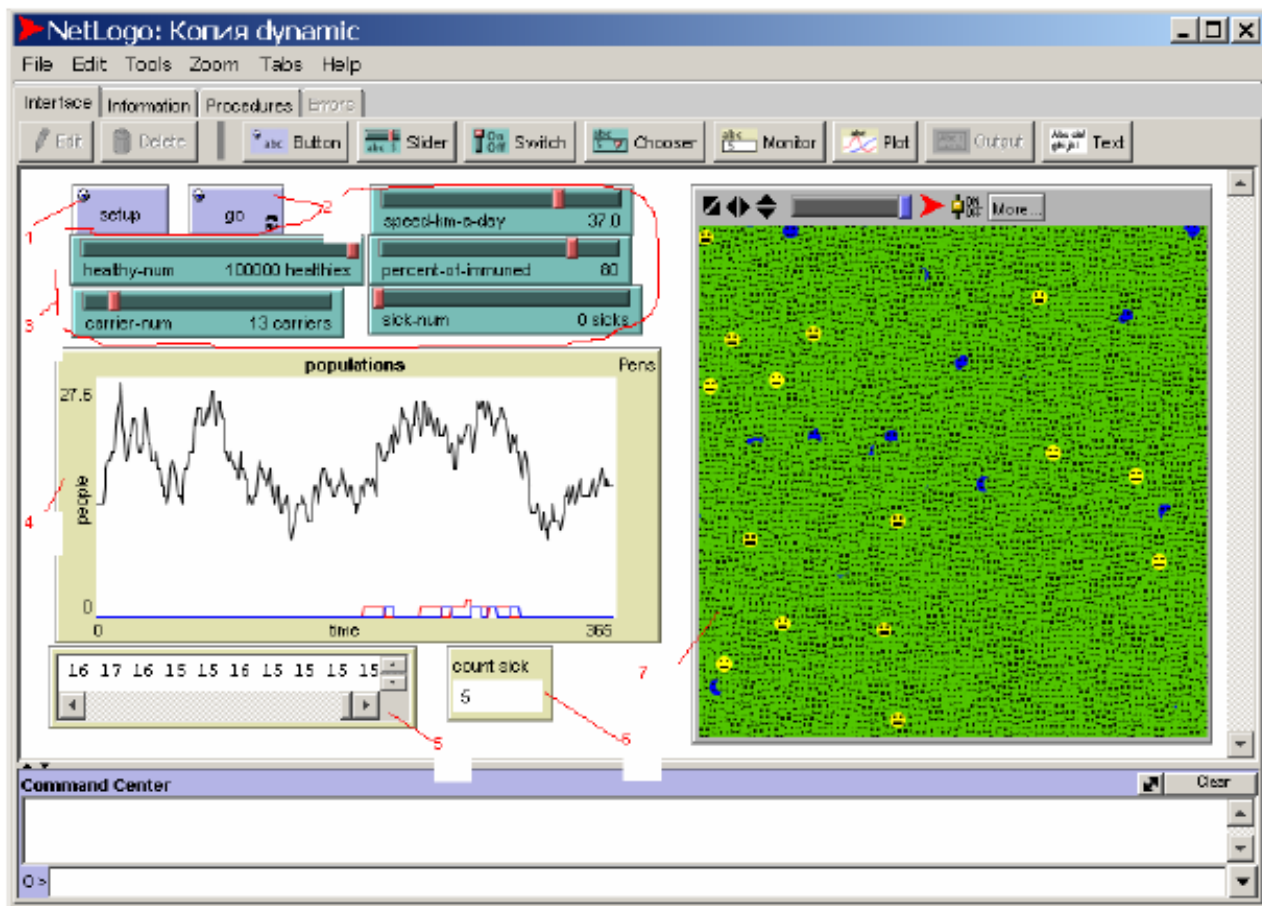 NetLogo: Копия dynamic
File Edit Tools Zoom Tabs Help
Interface Information Procedures Errors
Edit Delete abc Button Slider Switch Chooser Monitor Plot Output Text
setup go
speed-km-a-day 37.0
More...
healthy-num 100000 healthies
percent-of-immuned 80
carrier-num 13 carriers
sick-num 0 sicks
1
2
3
populations
Pens
27.5
people
4
0
0 time 365
16 17 16 15 15 16 15 15 15 15
count sick
5
5
6
7
Command Center
Clear
O>